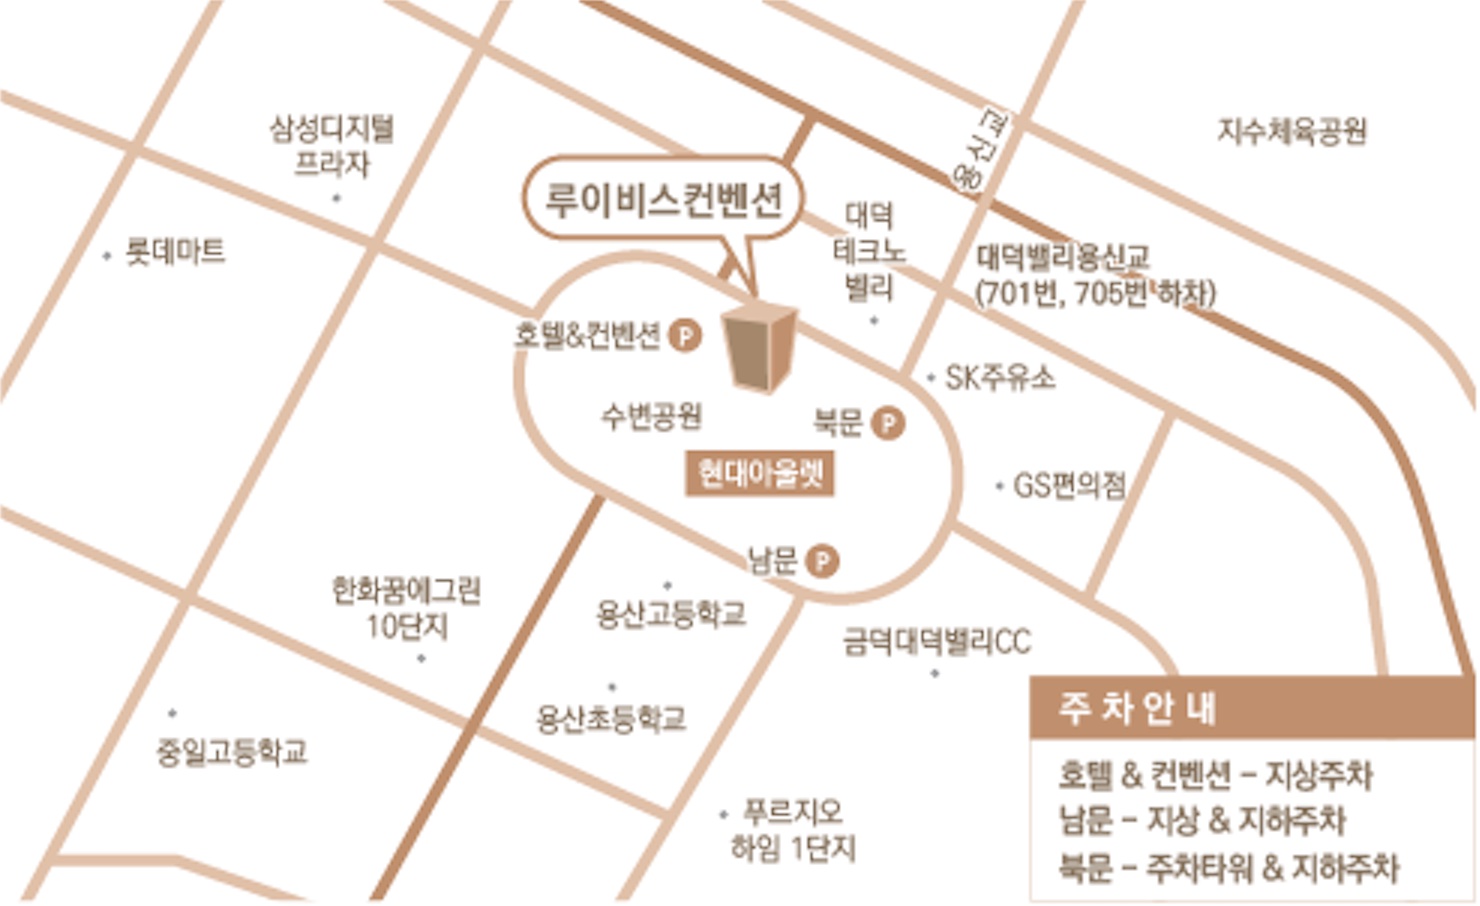 삼성디지털
프라자
롯데마트
루이비스컨벤션
용신교
지수체육공원
대덕
테크노
벨리
대덕밸리용신교
(701번, 705번 하차)
호텔&컨벤션 P
SK주유소
수변공원
북문 P
현대아울렛
GS편의점
남문 P
한화꿈에그린
10단지
용산고등학교
금덕대덕밸리CC
용산초등학교
중일고등학교
푸르지오
하임 1단지
주차안내
호텔 & 컨벤션 - 지상주차
남문 - 지상 & 지하주차
북문 - 주차타워 & 지하주차